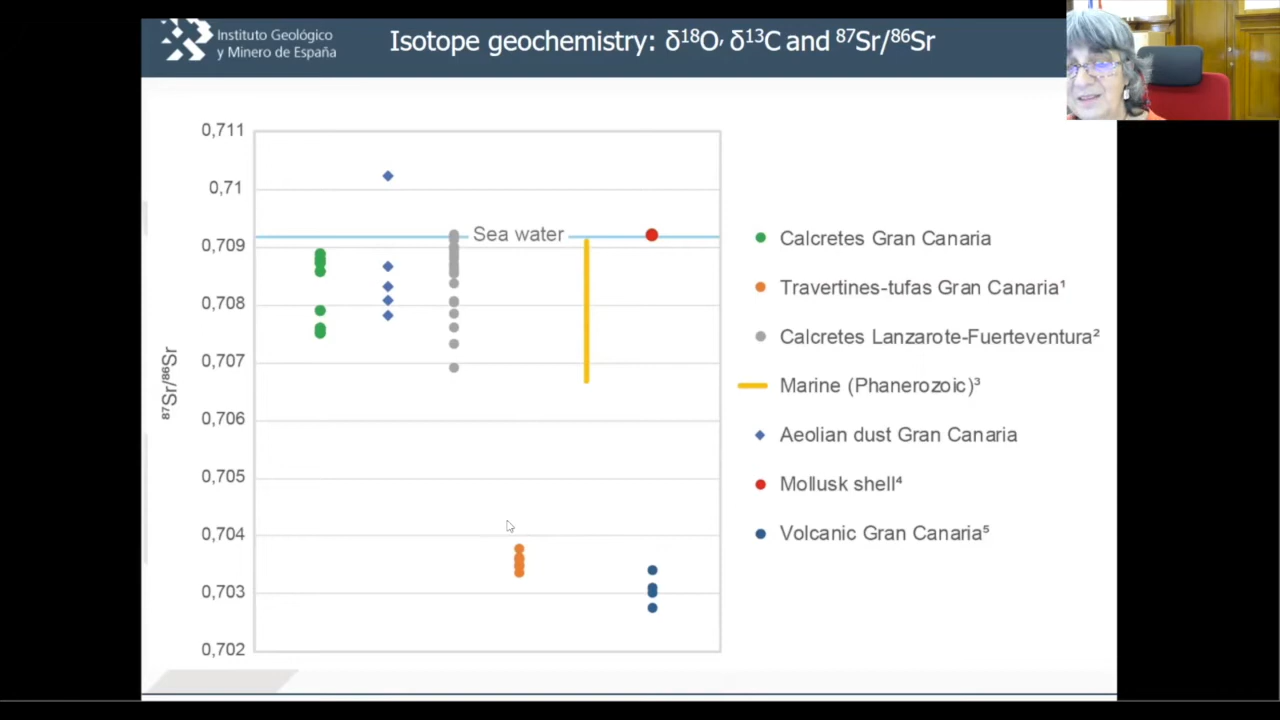 Instituto Geológico
y Minero de España
Isotope geochemistry: δ¹⁸O, δ¹³C and ⁸⁷Sr/⁸⁶Sr
0,711
0,71
0,709
0,708
0,707
0,706
0,705
0,704
0,703
0,702
⁸⁷Sr/⁸⁶Sr
Sea water
Calcretes Gran Canaria
Travertines-tufas Gran Canaria¹
Calcretes Lanzarote-Fuerteventura²
Marine (Phanerozoic)³
Aeolian dust Gran Canaria
Mollusk shell⁴
Volcanic Gran Canaria⁵